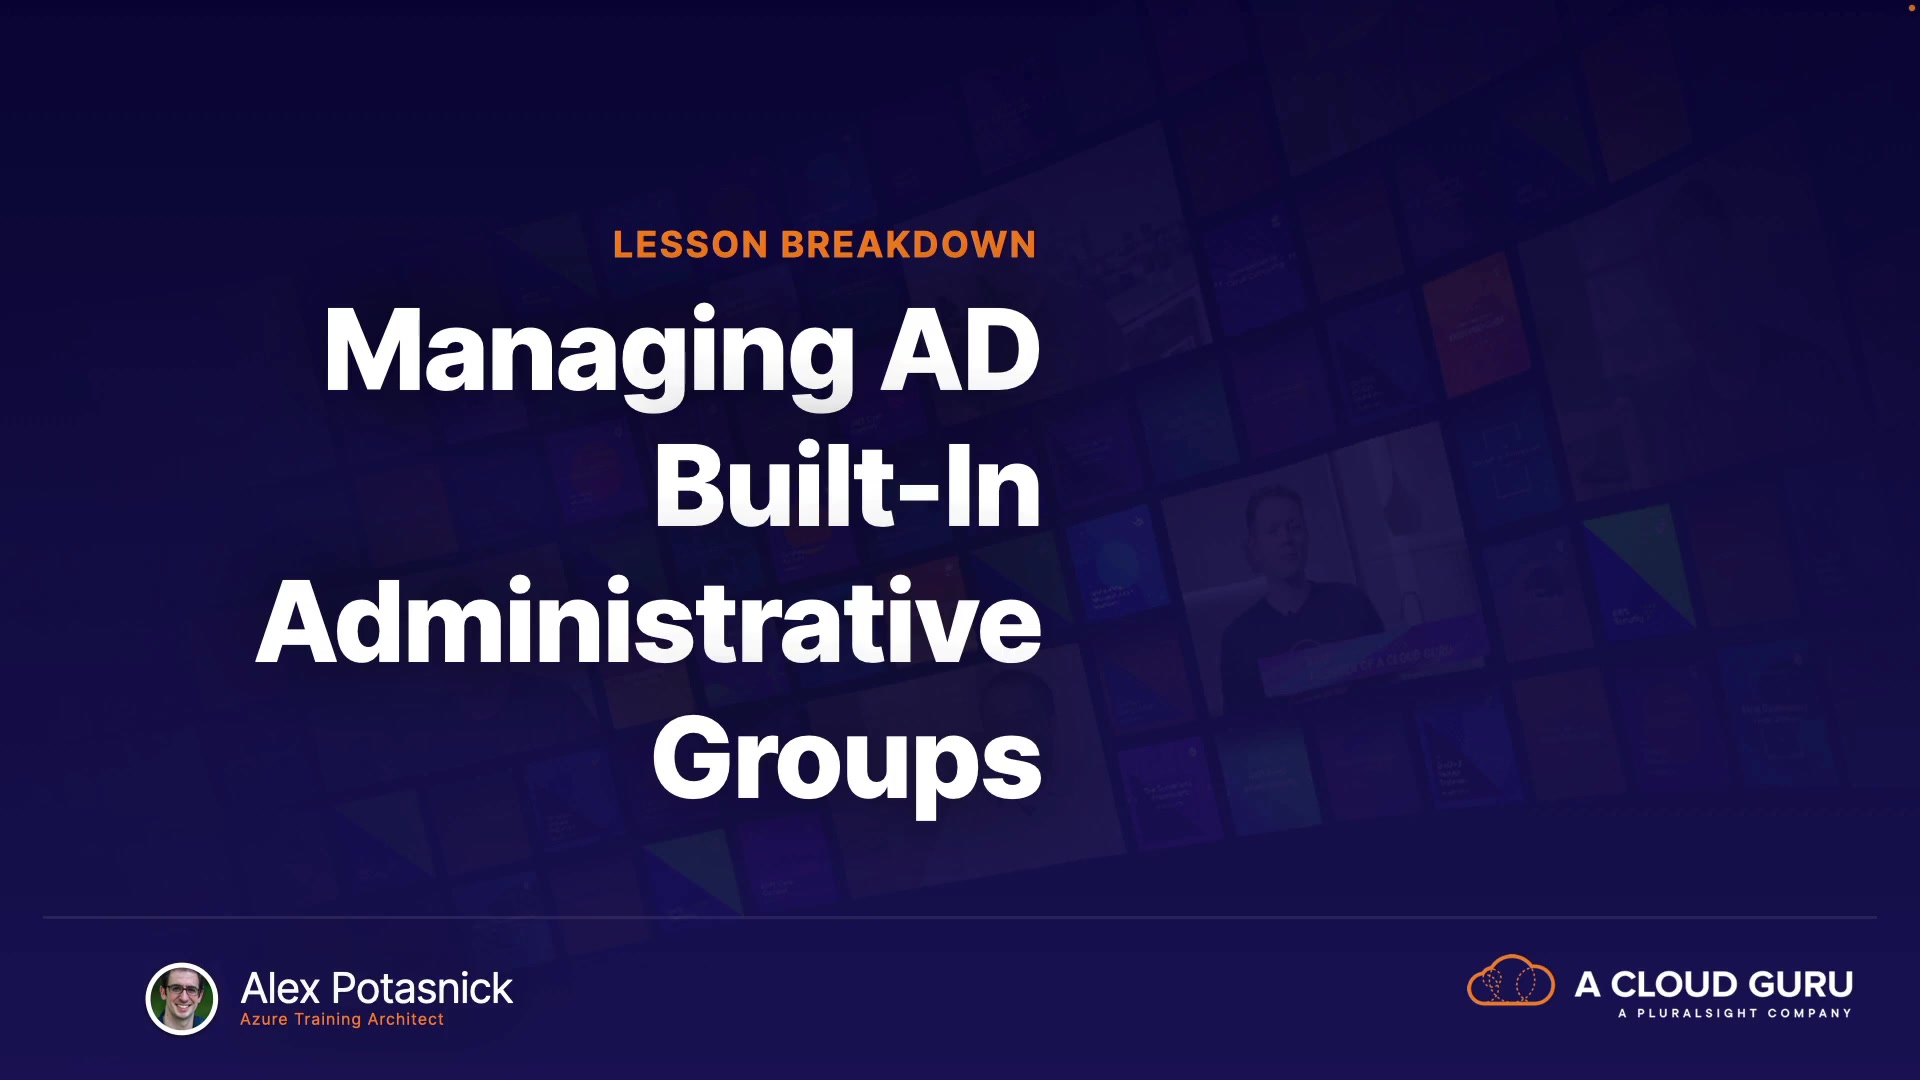 LESSON BREAKDOWN
Managing AD
Built-In
Administrative
Groups
Alex Potasnick
Azure Training Architect
A CLOUD GURU
A PLURALSIGHT COMPANY